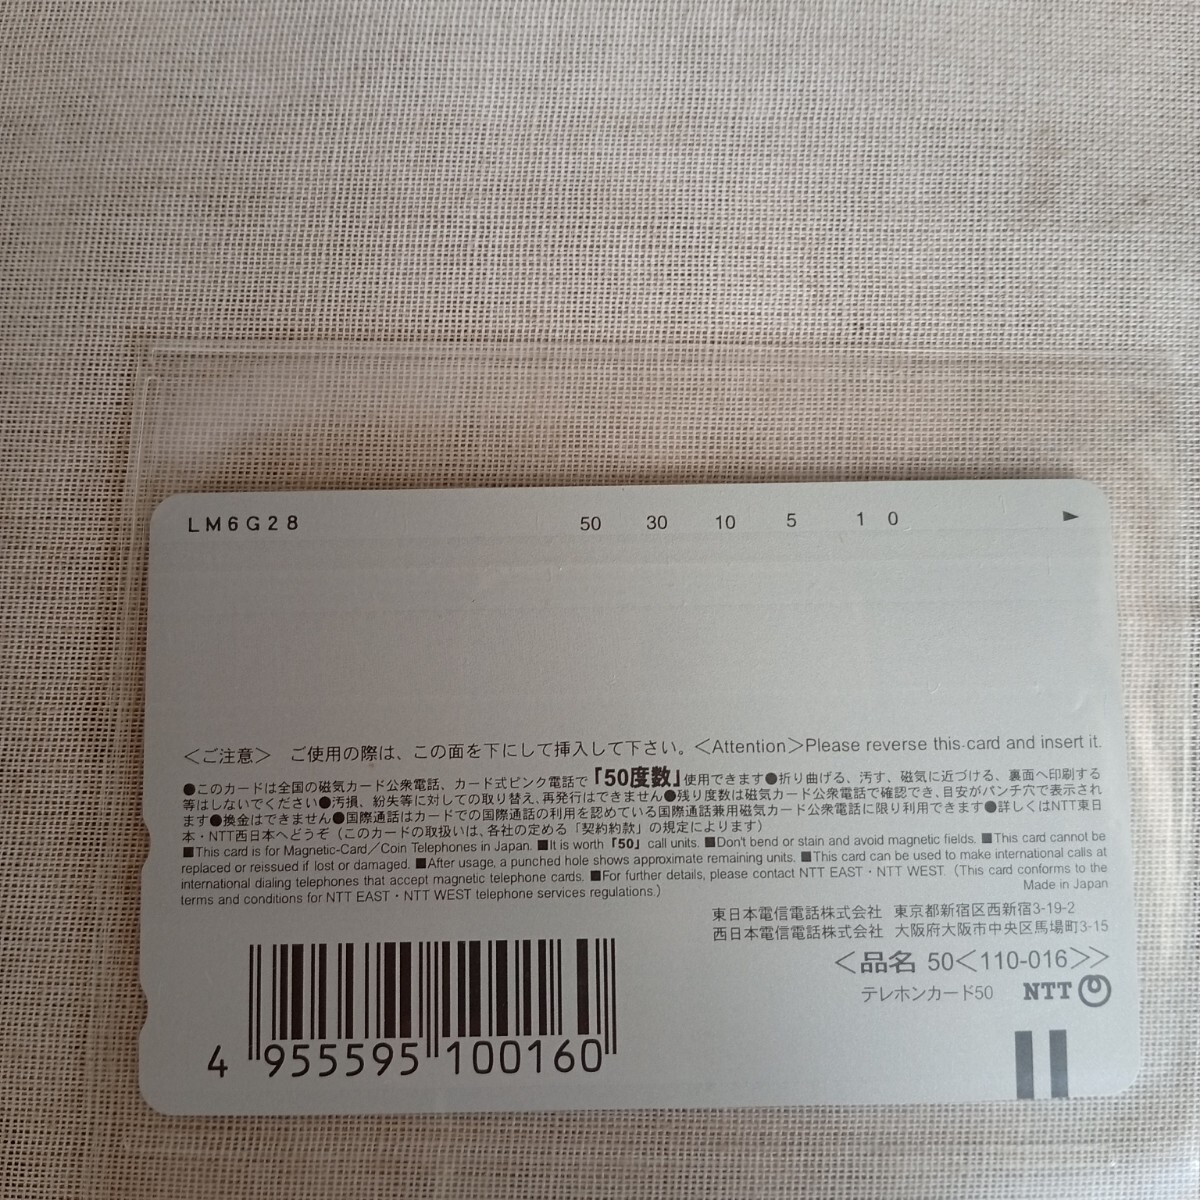 LM6G28 50 30 10 5 1 0 ►
＜ご注意＞ ご使用の際は、この面を下にして挿入して下さい。＜Attention＞Please reverse this card and insert it.
●このカードは全国の磁気カード公衆電話、カード式ピンク電話で「50度数」使用できます●折り曲げる、汚す、磁気に近づける、裏面へ印刷する
等はしないでください●汚損、紛失等に対しての取り替え、再発行はできません●残り度数は磁気カード公衆電話で確認でき、目安がパンチ穴で表示され
ます●換金はできません●国際通話はカードでの国際通話の利用を認めている国際通話兼用磁気カード公衆電話に限り利用できます●詳しくはNTT東日
本・NTT西日本へどうぞ（このカードの取扱いは、各社の定める「契約約款」の規定によります）
■This card is for Magnetic-Card／Coin Telephones in Japan. ■It is worth「50」call units. ■Don't bend or stain and avoid magnetic fields. ■This card cannot be
replaced or reissued if lost or damaged. ■After usage, a punched hole shows approximate remaining units. ■This card can be used to make international calls at
international dialing telephones that accept magnetic telephone cards. ■For further details, please contact NTT EAST・NTT WEST.（This card conforms to the
terms and conditions for NTT EAST・NTT WEST telephone services regulations.）
Made in Japan
東日本電信電話株式会社 東京都新宿区西新宿3-19-2
西日本電信電話株式会社 大阪府大阪市中央区馬場町3-15
＜品名 50＜110-016＞＞
テレホンカード50 NTT
4 955595 100160